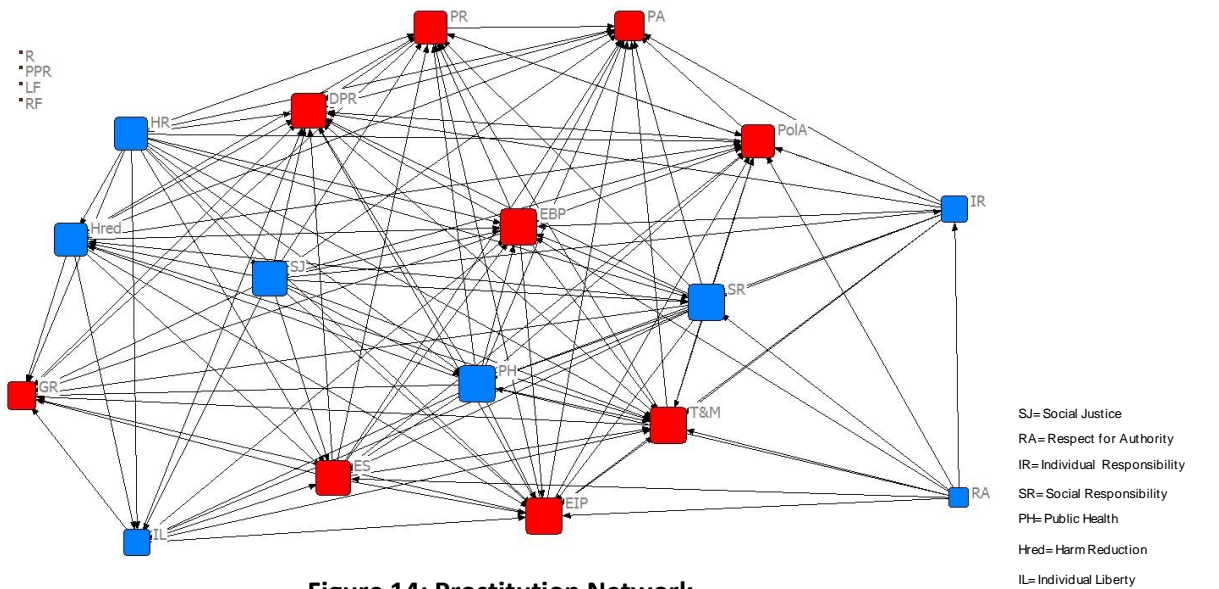 PR
PA
R
PPR
LF
RF
DPR
HR
PolA
IR
EBP
Hred
SJ
SR
PH
GR
T&M
ES
EIP
RA
IL
SJ= Social Justice
RA= Respect for Authority
IR= Individual Responsibility
SR= Social Responsibility
PH= Public Health
Hred= Harm Reduction
IL= Individual Liberty
Figure 14: Prostitution Network